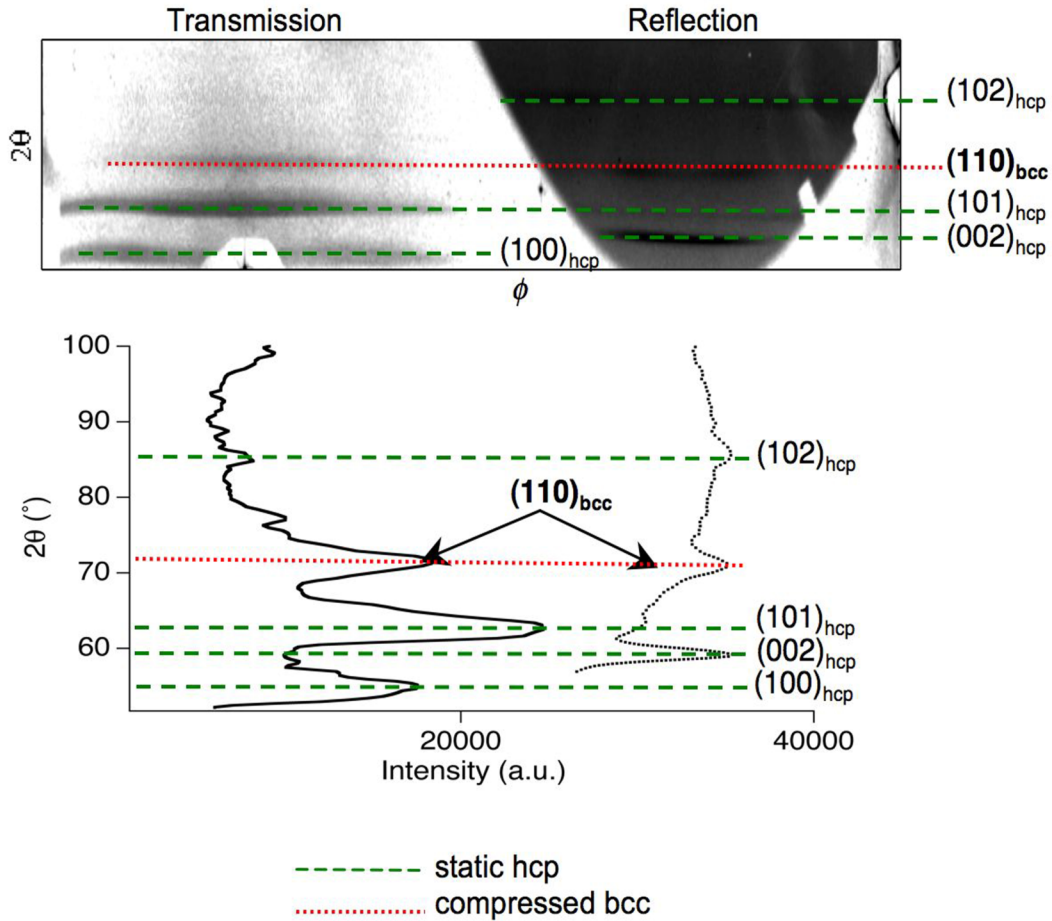 Transmission Reflection
2θ
(102)hcp
(110)bcc
(101)hcp
(002)hcp
(100)hcp
ϕ
100
90
80
70
60
2θ (°)
(102)hcp
(110)bcc
(101)hcp
(002)hcp
(100)hcp
20000 40000
Intensity (a.u.)
static hcp
compressed bcc